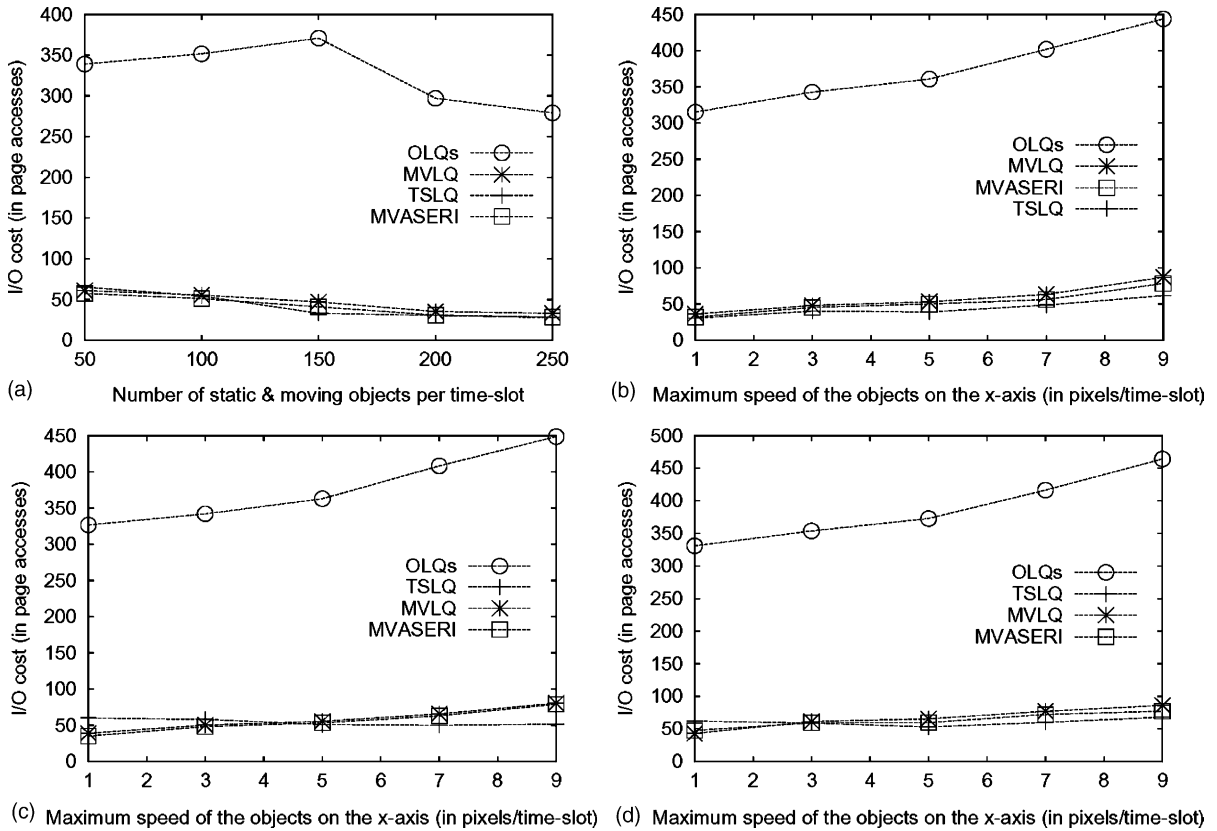 400
350
300
250
200
150
100
50
0
I/O cost (in page accesses)
OLQs
MVLQ
TSLQ
MVASERI
50 100 150 200 250
(a) Number of static & moving objects per time-slot
450
400
350
300
250
200
150
100
50
0
I/O cost (in page accesses)
OLQs
MVLQ
MVASERI
TSLQ
1 2 3 4 5 6 7 8 9
(b) Maximum speed of the objects on the x-axis (in pixels/time-slot)
450
400
350
300
250
200
150
100
50
0
I/O cost (in page accesses)
OLQs
TSLQ
MVLQ
MVASERI
1 2 3 4 5 6 7 8 9
(c) Maximum speed of the objects on the x-axis (in pixels/time-slot)
500
450
400
350
300
250
200
150
100
50
0
I/O cost (in page accesses)
OLQs
TSLQ
MVLQ
MVASERI
1 2 3 4 5 6 7 8 9
(d) Maximum speed of the objects on the x-axis (in pixels/time-slot)